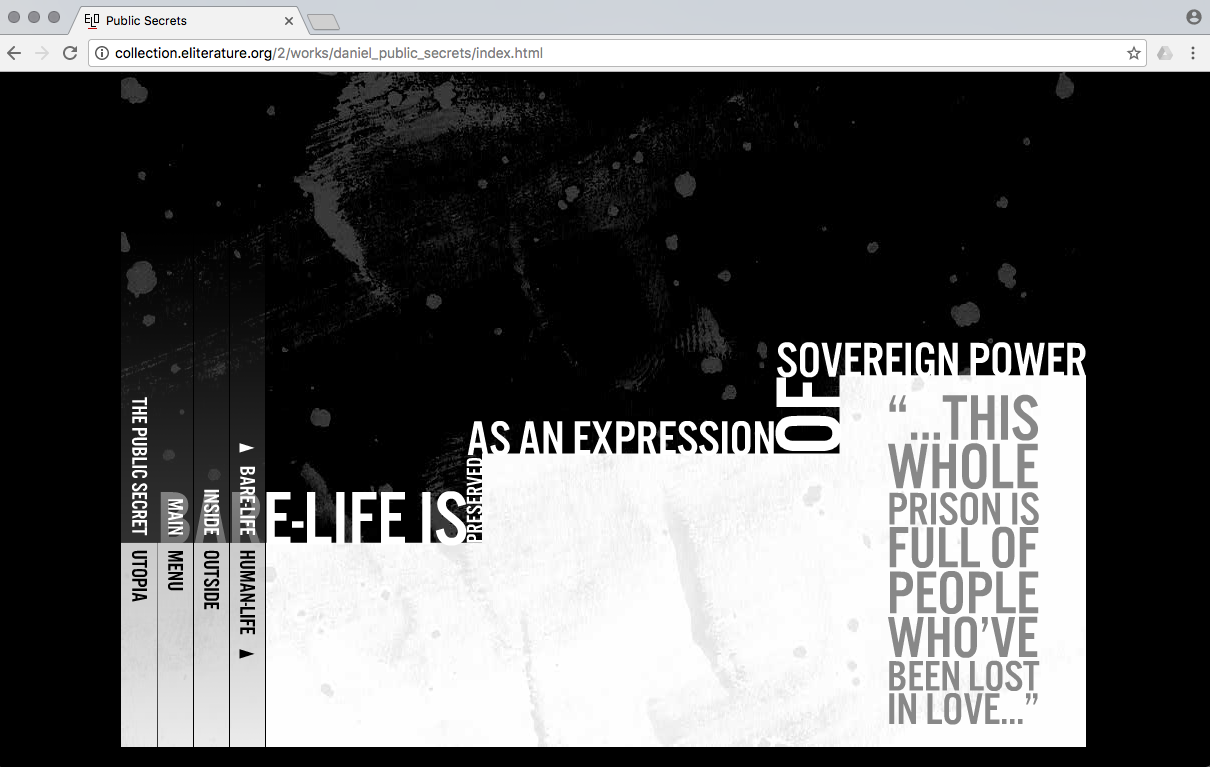 Public Secrets
collection.eliterature.org/2/works/daniel_public_secrets/index.html
THE PUBLIC SECRET UTOPIA
MAIN MENU
INSIDE OUTSIDE
BARE-LIFE HUMAN-LIFE
BARE-LIFE IS
PRESERVED
AS AN EXPRESSION
OF
SOVEREIGN POWER
“...THIS
WHOLE
PRISON IS
FULL OF
PEOPLE
WHO’VE
BEEN LOST
IN LOVE...”